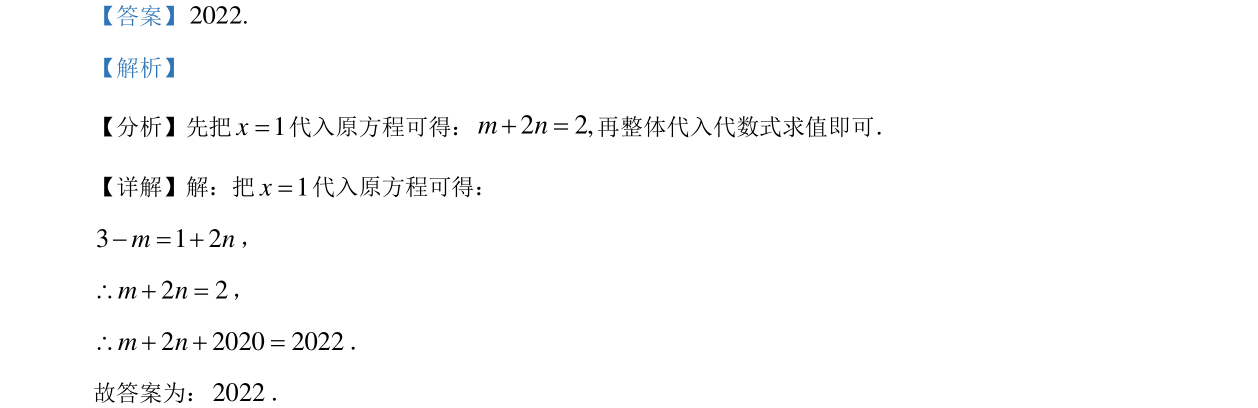 【答案】2022.
【解析】
【分析】先把 x=1代入原方程可得：m+2n=2,再整体代入代数式求值即可．
【详解】解：把 x=1代入原方程可得：
3−m=1+2n，
∴m+2n=2，
∴m+2n+2020=2022．
故答案为：2022．